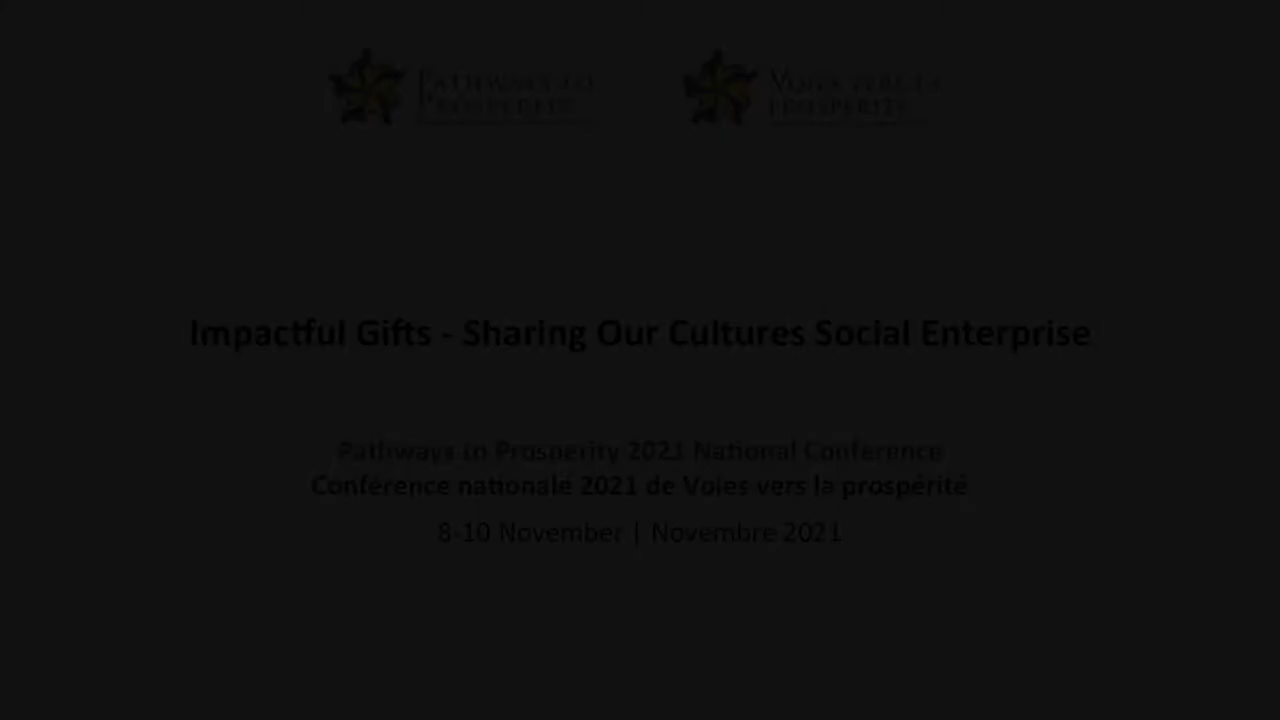 PATHWAYS TO
PROSPERITY
VOIES VERS LA
PROSPÉRITÉ
Impactful Gifts - Sharing Our Cultures Social Enterprise
Pathways to Prosperity 2021 National Conference
Conférence nationale 2021 de Voies vers la prospérité
8-10 November | Novembre 2021